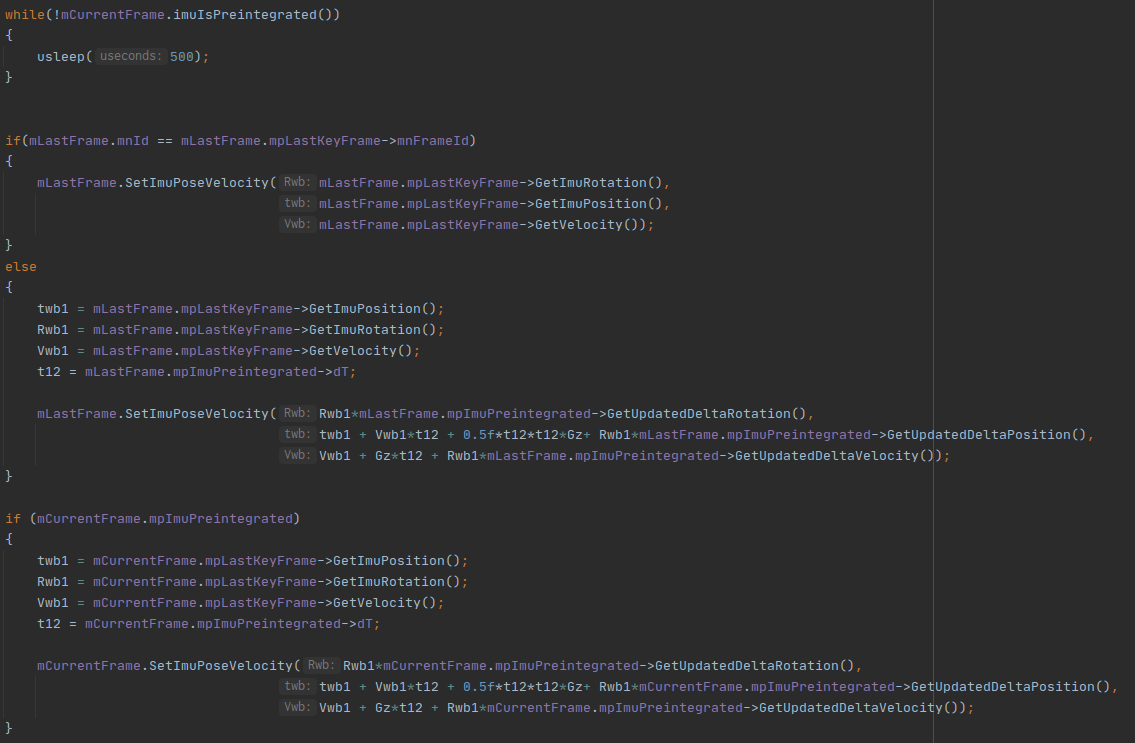 while(!mCurrentFrame.imuIsPreintegrated())
{
    usleep( useconds: 500);
}
if(mLastFrame.mnId == mLastFrame.mpLastKeyFrame->mnFrameId)
{
    mLastFrame.SetImuPoseVelocity( Rwb: mLastFrame.mpLastKeyFrame->GetImuRotation(),
                                   twb: mLastFrame.mpLastKeyFrame->GetImuPosition(),
                                   Vwb: mLastFrame.mpLastKeyFrame->GetVelocity());
}
else
{
    twb1 = mLastFrame.mpLastKeyFrame->GetImuPosition();
    Rwb1 = mLastFrame.mpLastKeyFrame->GetImuRotation();
    Vwb1 = mLastFrame.mpLastKeyFrame->GetVelocity();
    t12 = mLastFrame.mpImuPreintegrated->dT;
    mLastFrame.SetImuPoseVelocity( Rwb: Rwb1*mLastFrame.mpImuPreintegrated->GetUpdatedDeltaRotation(),
                                   twb: twb1 + Vwb1*t12 + 0.5f*t12*t12*Gz+ Rwb1*mLastFrame.mpImuPreintegrated->GetUpdatedDeltaPosition(),
                                   Vwb: Vwb1 + Gz*t12 + Rwb1*mLastFrame.mpImuPreintegrated->GetUpdatedDeltaVelocity());
}
if (mCurrentFrame.mpImuPreintegrated)
{
    twb1 = mCurrentFrame.mpLastKeyFrame->GetImuPosition();
    Rwb1 = mCurrentFrame.mpLastKeyFrame->GetImuRotation();
    Vwb1 = mCurrentFrame.mpLastKeyFrame->GetVelocity();
    t12 = mCurrentFrame.mpImuPreintegrated->dT;
    mCurrentFrame.SetImuPoseVelocity( Rwb: Rwb1*mCurrentFrame.mpImuPreintegrated->GetUpdatedDeltaRotation(),
                                   twb: twb1 + Vwb1*t12 + 0.5f*t12*t12*Gz+ Rwb1*mCurrentFrame.mpImuPreintegrated->GetUpdatedDeltaPosition(),
                                   Vwb: Vwb1 + Gz*t12 + Rwb1*mCurrentFrame.mpImuPreintegrated->GetUpdatedDeltaVelocity());
}